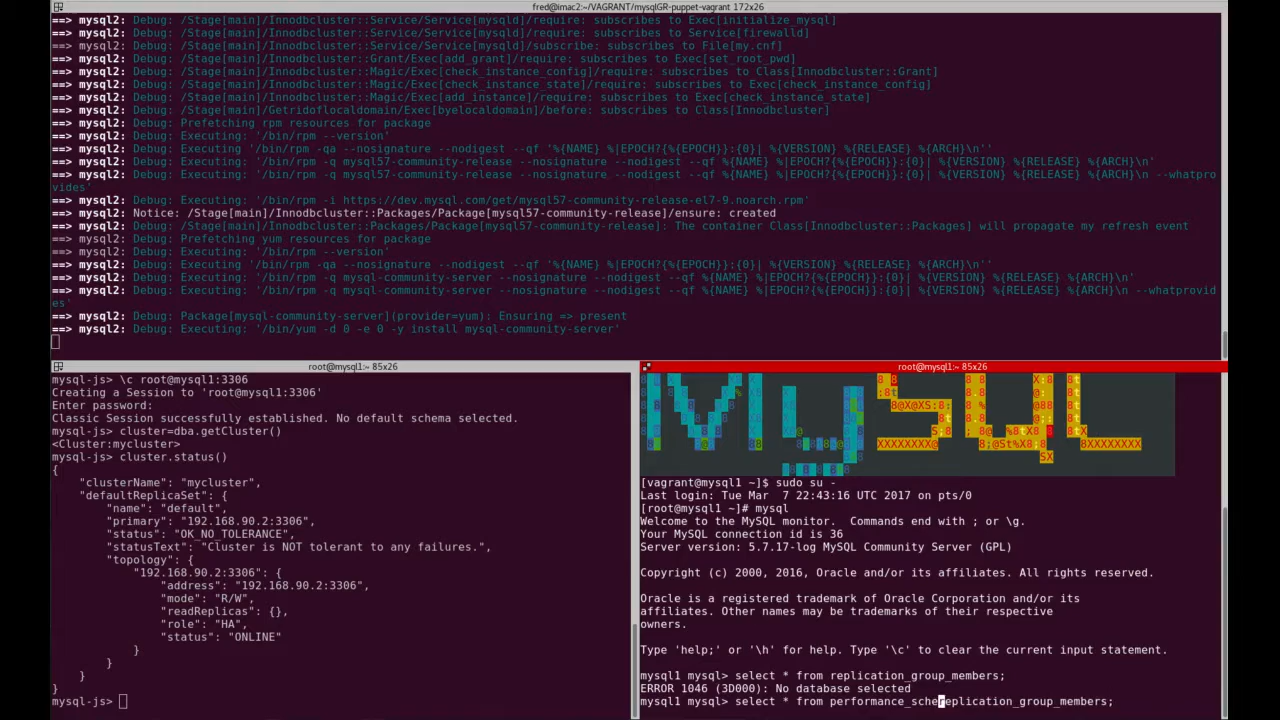 fred@imac2:~/VAGRANT/mysqlGR-puppet-vagrant 172x26
==> mysql2: Debug: /Stage[main]/Innodbcluster::Service/Service[mysqld]/require: subscribes to Exec[initialize_mysql]
==> mysql2: Debug: /Stage[main]/Innodbcluster::Service/Service[mysqld]/require: subscribes to Service[firewalld]
==> mysql2: Debug: /Stage[main]/Innodbcluster::Service/Service[mysqld]/subscribe: subscribes to File[my.cnf]
==> mysql2: Debug: /Stage[main]/Innodbcluster::Grant/Exec[add_grant]/require: subscribes to Exec[set_root_pwd]
==> mysql2: Debug: /Stage[main]/Innodbcluster::Magic/Exec[check_instance_config]/require: subscribes to Class[Innodbcluster::Grant]
==> mysql2: Debug: /Stage[main]/Innodbcluster::Magic/Exec[check_instance_state]/require: subscribes to Exec[check_instance_config]
==> mysql2: Debug: /Stage[main]/Innodbcluster::Magic/Exec[add_instance]/require: subscribes to Exec[check_instance_state]
==> mysql2: Debug: /Stage[main]/Getridoflocaldomain/Exec[byelocaldomain]/before: subscribes to Class[Innodbcluster]
==> mysql2: Debug: Prefetching rpm resources for package
==> mysql2: Debug: Executing: '/bin/rpm --version'
==> mysql2: Debug: Executing: '/bin/rpm -qa --nosignature --nodigest --qf '%{NAME} %|EPOCH?{%{EPOCH}}:{0}| %{VERSION} %{RELEASE} %{ARCH}\n''
==> mysql2: Debug: Executing: '/bin/rpm -q mysql57-community-release --nosignature --nodigest --qf %{NAME} %|EPOCH?{%{EPOCH}}:{0}| %{VERSION} %{RELEASE} %{ARCH}\n'
==> mysql2: Debug: Executing: '/bin/rpm -q mysql57-community-release --nosignature --nodigest --qf %{NAME} %|EPOCH?{%{EPOCH}}:{0}| %{VERSION} %{RELEASE} %{ARCH}\n --whatpro
vides'
==> mysql2: Debug: Executing: '/bin/rpm -i https://dev.mysql.com/get/mysql57-community-release-el7-9.noarch.rpm'
==> mysql2: Notice: /Stage[main]/Innodbcluster::Packages/Package[mysql57-community-release]/ensure: created
==> mysql2: Debug: /Stage[main]/Innodbcluster::Packages/Package[mysql57-community-release]: The container Class[Innodbcluster::Packages] will propagate my refresh event
==> mysql2: Debug: Prefetching yum resources for package
==> mysql2: Debug: Executing: '/bin/rpm --version'
==> mysql2: Debug: Executing: '/bin/rpm -qa --nosignature --nodigest --qf '%{NAME} %|EPOCH?{%{EPOCH}}:{0}| %{VERSION} %{RELEASE} %{ARCH}\n''
==> mysql2: Debug: Executing: '/bin/rpm -q mysql-community-server --nosignature --nodigest --qf %{NAME} %|EPOCH?{%{EPOCH}}:{0}| %{VERSION} %{RELEASE} %{ARCH}\n'
==> mysql2: Debug: Executing: '/bin/rpm -q mysql-community-server --nosignature --nodigest --qf %{NAME} %|EPOCH?{%{EPOCH}}:{0}| %{VERSION} %{RELEASE} %{ARCH}\n --whatprovid
es'
==> mysql2: Debug: Package[mysql-community-server](provider=yum): Ensuring => present
==> mysql2: Debug: Executing: '/bin/yum -d 0 -e 0 -y install mysql-community-server'
root@mysql1:~ 85x26
mysql-js> \c root@mysql1:3306
Creating a Session to 'root@mysql1:3306'
Enter password:
Classic Session successfully established. No default schema selected.
mysql-js> cluster=dba.getCluster()
<Cluster:mycluster>
mysql-js> cluster.status()
{
"clusterName": "mycluster",
"defaultReplicaSet": {
"name": "default",
"primary": "192.168.90.2:3306",
"status": "OK_NO_TOLERANCE",
"statusText": "Cluster is NOT tolerant to any failures.",
"topology": {
"192.168.90.2:3306": {
"address": "192.168.90.2:3306",
"mode": "R/W",
"readReplicas": {},
"role": "HA",
"status": "ONLINE"
}
}
}
}
mysql-js>
root@mysql1:~ 85x26
MySQL
[vagrant@mysql1 ~]$ sudo su -
Last login: Tue Mar  7 22:43:16 UTC 2017 on pts/0
[root@mysql1 ~]# mysql
Welcome to the MySQL monitor.  Commands end with ; or \g.
Your MySQL connection id is 36
Server version: 5.7.17-log MySQL Community Server (GPL)
Copyright (c) 2000, 2016, Oracle and/or its affiliates. All rights reserved.
Oracle is a registered trademark of Oracle Corporation and/or its
affiliates. Other names may be trademarks of their respective
owners.
Type 'help;' or '\h' for help. Type '\c' to clear the current input statement.
mysql1 mysql> select * from replication_group_members;
ERROR 1046 (3D000): No database selected
mysql1 mysql> select * from performance_schereplication_group_members;